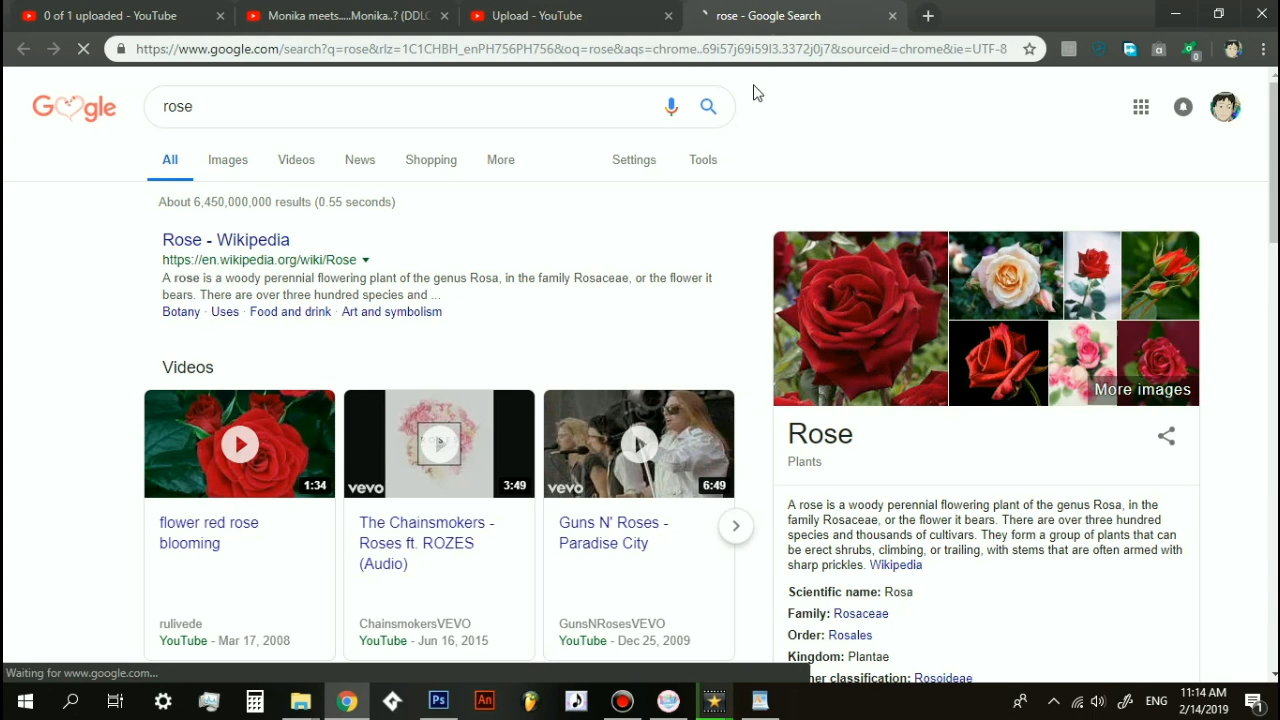 0 of 1 uploaded - YouTube
Monika meets.....Monika..? (DDLC
Upload - YouTube
rose - Google Search
https://www.google.com/search?q=rose&rlz=1C1CHBH_enPH756PH756&oq=rose&aqs=chrome..69i57j69i59l3.3372j0j7&sourceid=chrome&ie=UTF-8
0
Google
rose
All
Images
Videos
News
Shopping
More
Settings
Tools
About 6,450,000,000 results (0.55 seconds)
Rose - Wikipedia
https://en.wikipedia.org/wiki/Rose
A rose is a woody perennial flowering plant of the genus Rosa, in the family Rosaceae, or the flower it
bears. There are over three hundred species and ...
Botany · Uses · Food and drink · Art and symbolism
Videos
1:34
vevo
3:49
vevo
6:49
flower red rose
blooming
rulivede
YouTube - Mar 17, 2008
The Chainsmokers -
Roses ft. ROZES
(Audio)
ChainsmokersVEVO
YouTube - Jun 16, 2015
Guns N' Roses -
Paradise City
GunsNRosesVEVO
YouTube - Dec 25, 2009
More images
Rose
Plants
A rose is a woody perennial flowering plant of the genus Rosa, in the
family Rosaceae, or the flower it bears. There are over three hundred
species and thousands of cultivars. They form a group of plants that can
be erect shrubs, climbing, or trailing, with stems that are often armed with
sharp prickles. Wikipedia
Scientific name: Rosa
Family: Rosaceae
Order: Rosales
Kingdom: Plantae
her classification: Rosoideae
Waiting for www.google.com...
Ps
An
ENG
11:14 AM
2/14/2019
1